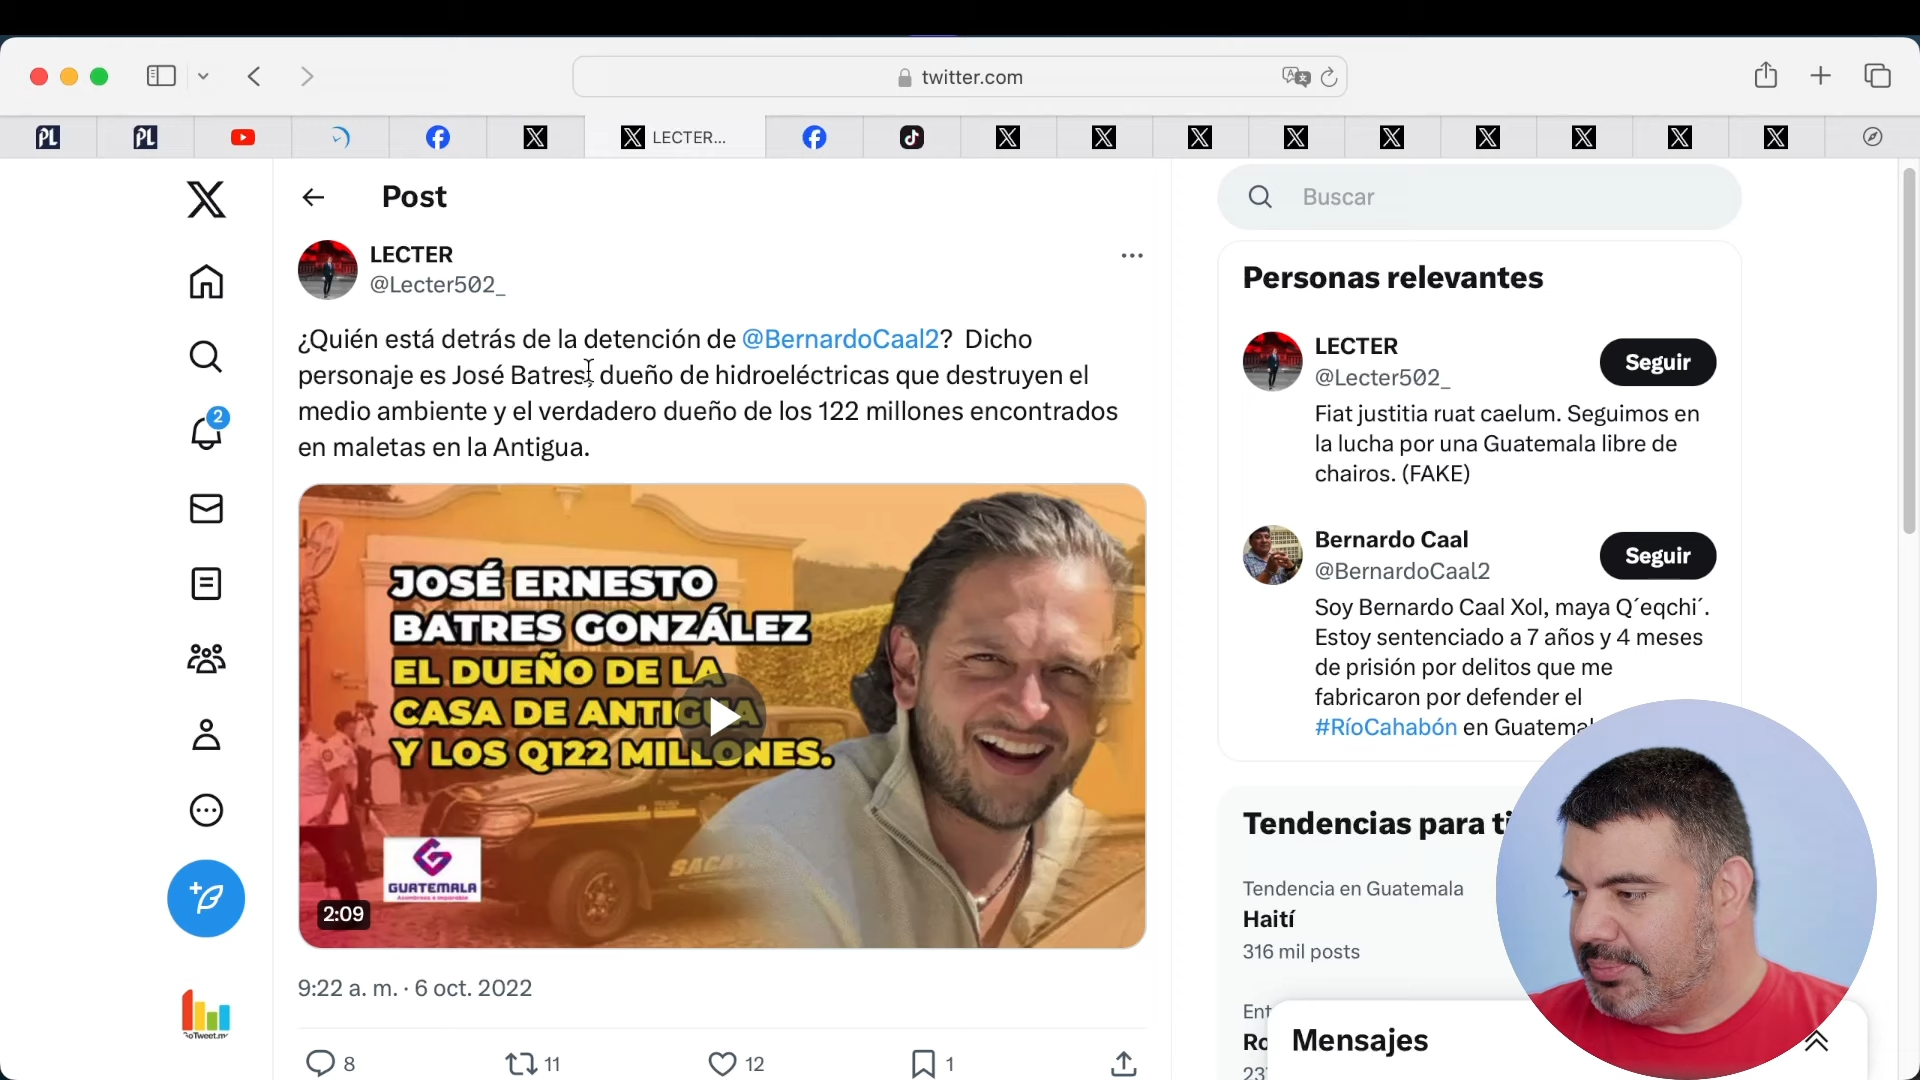 twitter.com
LECTER...
Post
Buscar
LECTER
@Lecter502_
¿Quién está detrás de la detención de @BernardoCaal2? Dicho
personaje es José Batres, dueño de hidroeléctricas que destruyen el
medio ambiente y el verdadero dueño de los 122 millones encontrados
en maletas en la Antigua.
JOSÉ ERNESTO
BATRES GONZÁLEZ
EL DUEÑO DE LA
CASA DE ANTIGUA
Y LOS Q122 MILLONES.
GUATEMALA
2:09
9:22 a. m. · 6 oct. 2022
8
11
12
1
2
Personas relevantes
LECTER
@Lecter502_
Seguir
Fiat justitia ruat caelum. Seguimos en
la lucha por una Guatemala libre de
chairos. (FAKE)
Bernardo Caal
@BernardoCaal2
Seguir
Soy Bernardo Caal Xol, maya Q´eqchi´.
Estoy sentenciado a 7 años y 4 meses
de prisión por delitos que me
fabricaron por defender el
#RíoCahabón en Guatemal
Tendencias para ti
Tendencia en Guatemala
Haití
316 mil posts
Ent
Ro
Mensajes